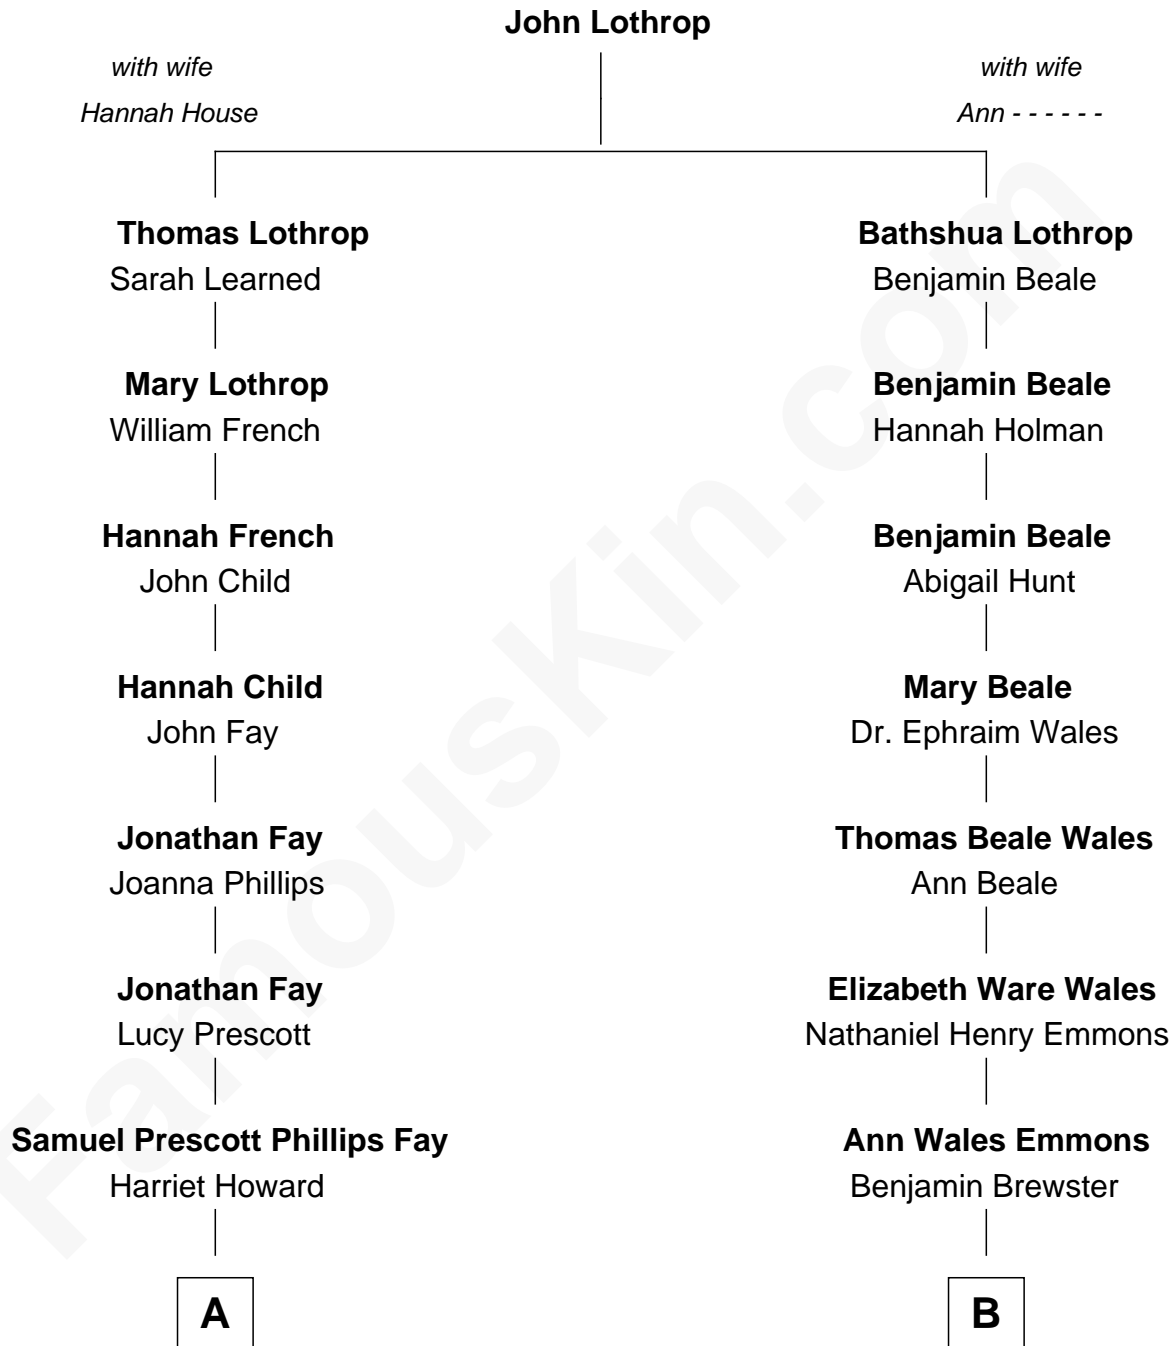 John Lothrop
with wife
Hannah House
with wife
Ann - - - - - -
Thomas Lothrop
Sarah Learned
Bathshua Lothrop
Benjamin Beale
Mary Lothrop
William French
Benjamin Beale
Hannah Holman
Hannah French
John Child
Benjamin Beale
Abigail Hunt
Hannah Child
John Fay
Mary Beale
Dr. Ephraim Wales
Jonathan Fay
Joanna Phillips
Thomas Beale Wales
Ann Beale
Jonathan Fay
Lucy Prescott
Elizabeth Ware Wales
Nathaniel Henry Emmons
Samuel Prescott Phillips Fay
Harriet Howard
Ann Wales Emmons
Benjamin Brewster
A
B
FamousKin.com